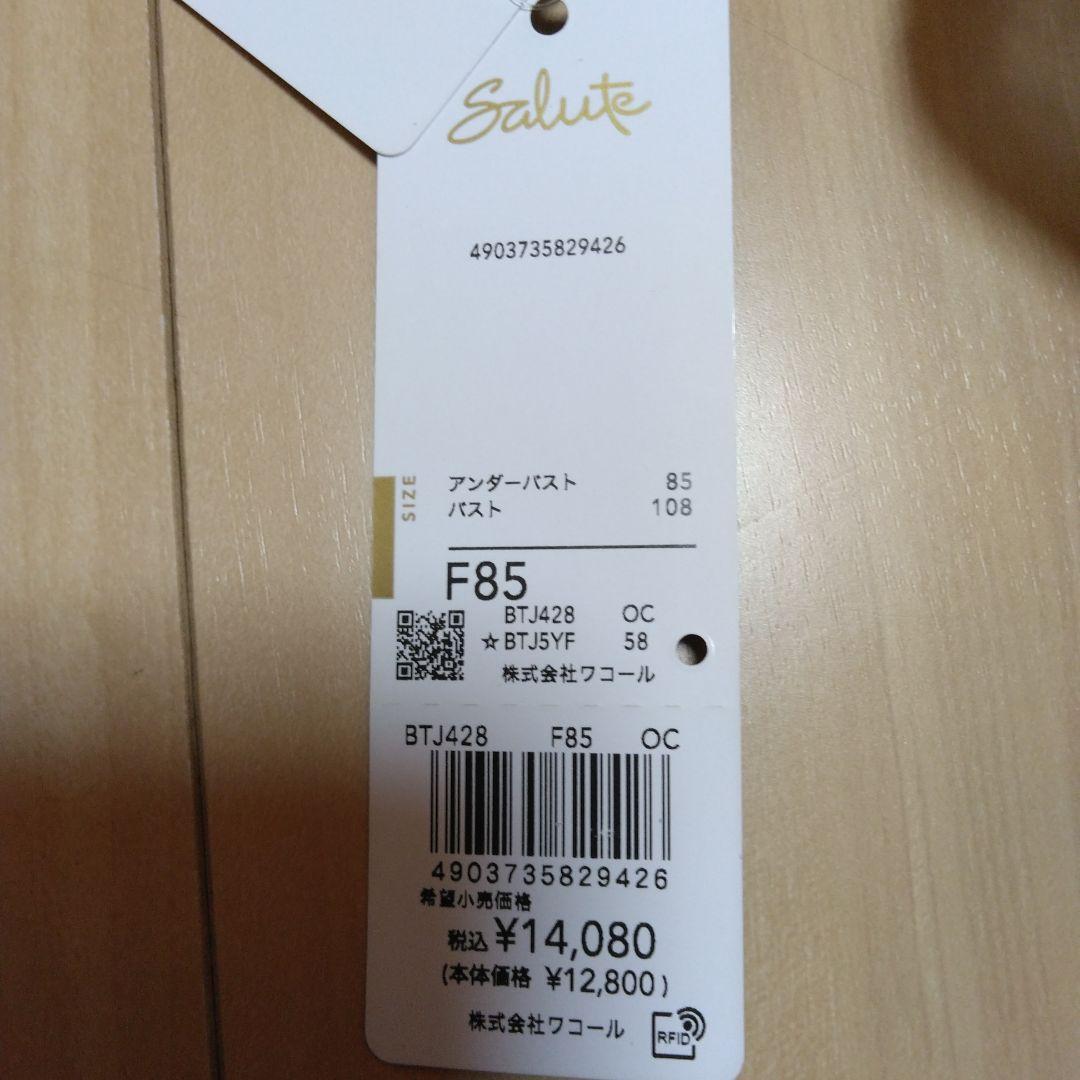 Salute
4903735829426
SIZE
アンダーバスト 85
バスト 108
F85
BTJ428 OC
☆BTJ5YF 58
株式会社ワコール
BTJ428 F85 OC
4903735829426
希望小売価格
税込 ¥14,080
(本体価格 ¥12,800)
株式会社ワコール
RFID